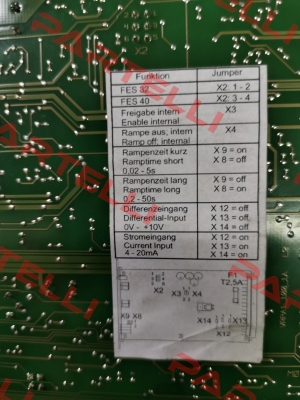 PARTELLI
Funktion Jumper
FES 32 X2: 1 - 2
FES 40 X2: 3 - 4
Freigabe intern X3
Enable internal
Rampe aus, intern X4
Ramp off, internal
Rampenzeit kurz X 9 = on
Ramptime short X 8 = off
0,02 - 5s
Rampenzeit lang X 9 = off
Ramptime long X 8 = on
0,2 - 50s
Differenzeingang X 12 = off
Differential-Input X 13 = off
0V - +10V X 14 = off
Stromeingang X 12 = on
Current Input X 13 = on
4 - 20mA X 14 = on
F1
T2,5A
X2
X3 X4
X9 X8
X14 X13
X12
X2